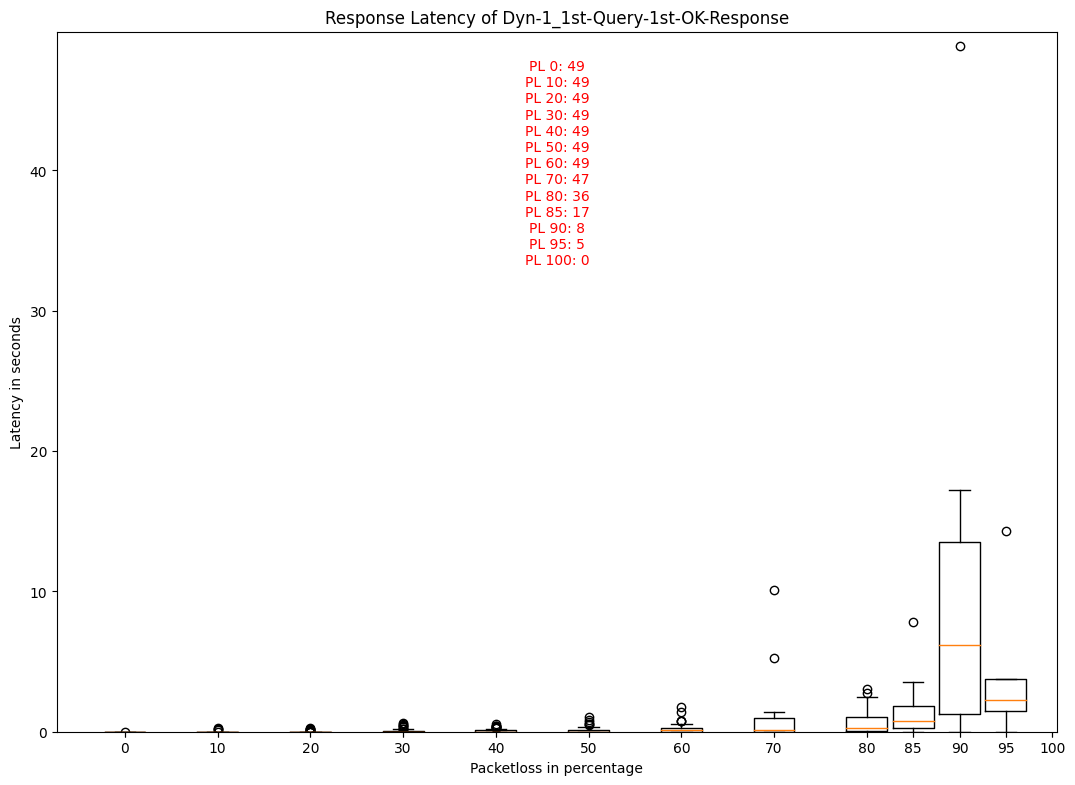 Response Latency of Dyn-1_1st-Query-1st-OK-Response
PL 0: 49
PL 10: 49
PL 20: 49
PL 30: 49
PL 40: 49
PL 50: 49
PL 60: 49
PL 70: 47
PL 80: 36
PL 85: 17
PL 90: 8
PL 95: 5
PL 100: 0
Latency in seconds
40
30
20
10
0
0 10 20 30 40 50 60 70 80 85 90 95 100
Packetloss in percentage